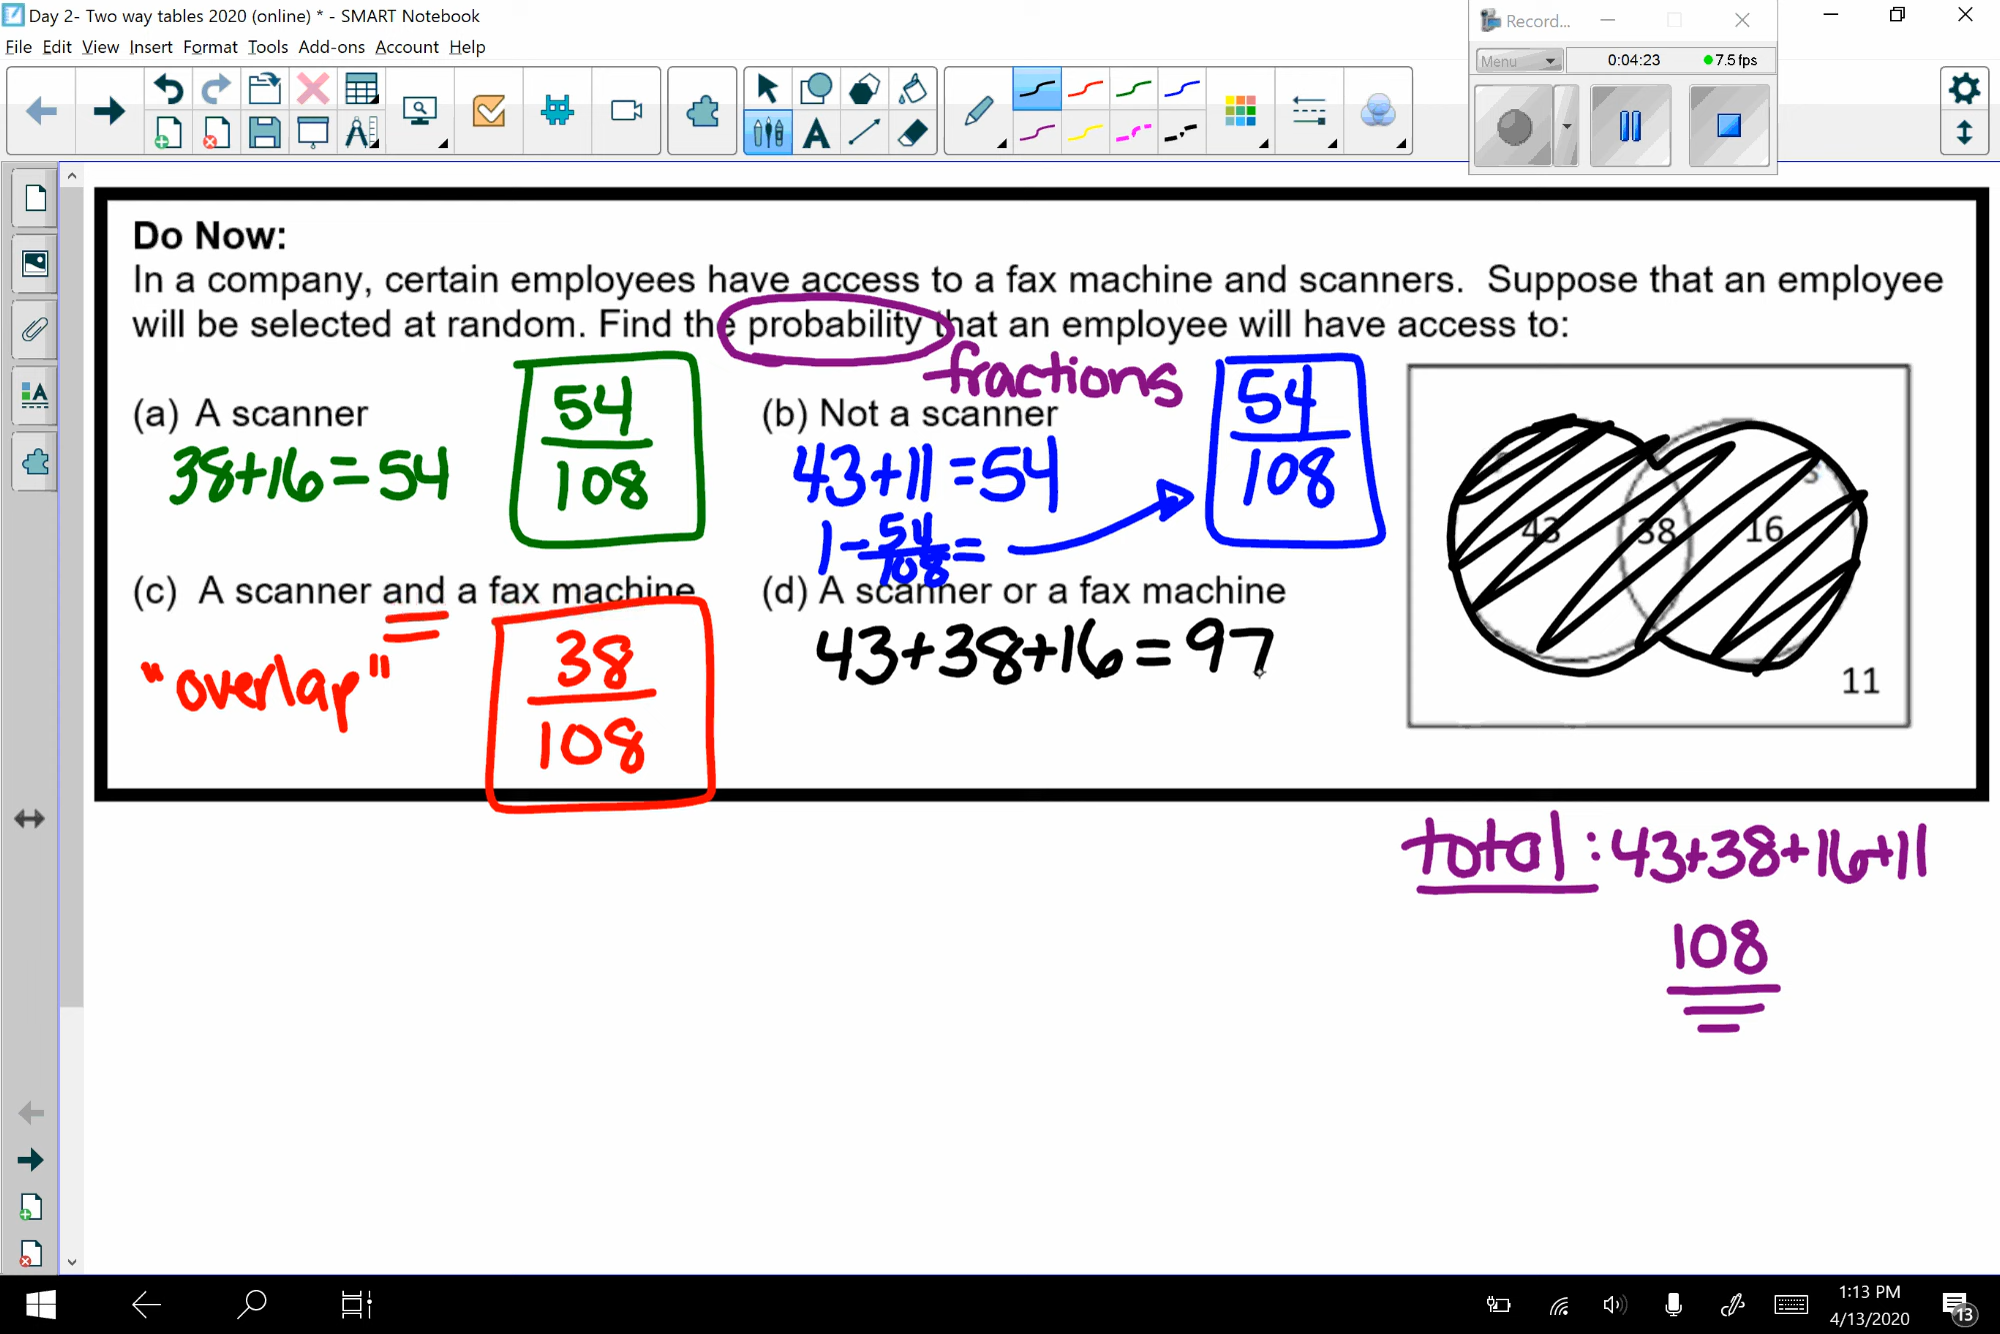 Day 2- Two way tables 2020 (online) * - SMART Notebook
File Edit View Insert Format Tools Add-ons Account Help
Record...
Menu
0:04:23
7.5 fps
Do Now:
In a company, certain employees have access to a fax machine and scanners. Suppose that an employee
will be selected at random. Find the probability that an employee will have access to:
fractions
(a) A scanner
38+16=54
54
108
(b) Not a scanner
43+11=54
1-54/108=
54
108
(c) A scanner and a fax machine
"overlap"
38
108
(d) A scanner or a fax machine
43+38+16=97
43
38
16
11
total: 43+38+16+11
108
1:13 PM
4/13/2020
13